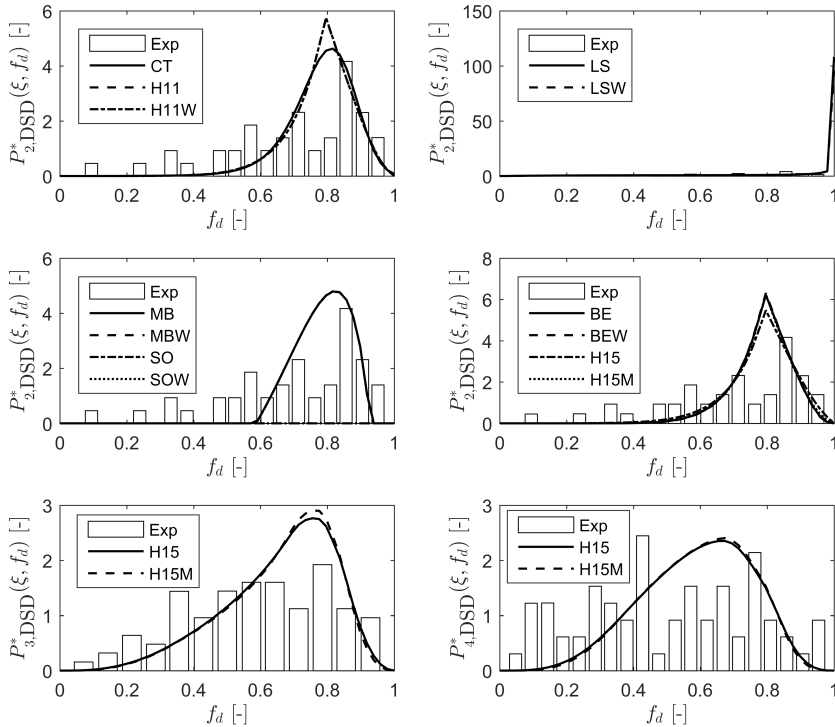 6
4
2
0
0 0.2 0.4 0.6 0.8 1
P*2,DSD(ξ, fd) [-]
fd [-]
Exp
CT
H11
H11W
150
100
50
0
0 0.2 0.4 0.6 0.8 1
P*2,DSD(ξ, fd) [-]
fd [-]
Exp
LS
LSW
6
4
2
0
0 0.2 0.4 0.6 0.8 1
P*2,DSD(ξ, fd) [-]
fd [-]
Exp
MB
MBW
SO
SOW
8
6
4
2
0
0 0.2 0.4 0.6 0.8 1
P*2,DSD(ξ, fd) [-]
fd [-]
Exp
BE
BEW
H15
H15M
3
2
1
0
0 0.2 0.4 0.6 0.8 1
P*3,DSD(ξ, fd) [-]
fd [-]
Exp
H15
H15M
3
2
1
0
0 0.2 0.4 0.6 0.8 1
P*4,DSD(ξ, fd) [-]
fd [-]
Exp
H15
H15M